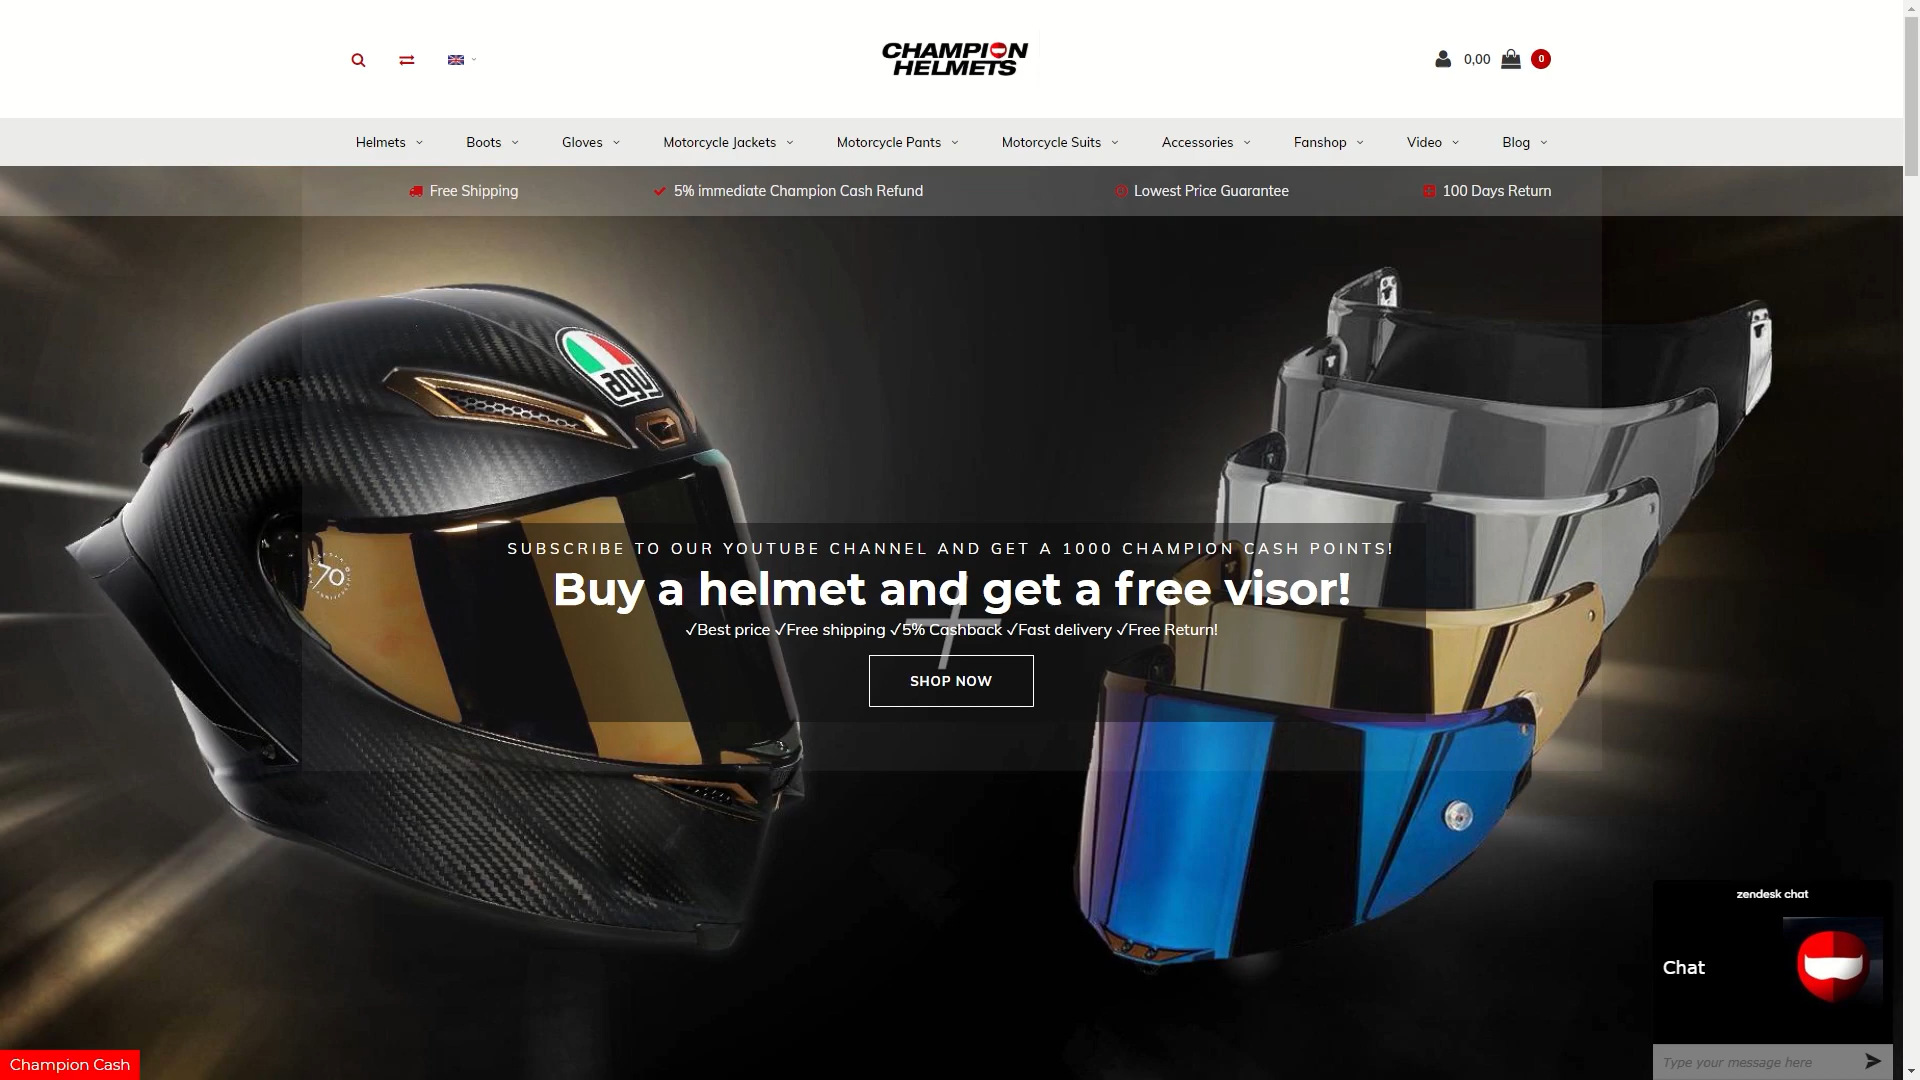 CHAMPION
HELMETS
0,00
0
Helmets
Boots
Gloves
Motorcycle Jackets
Motorcycle Pants
Motorcycle Suits
Accessories
Fanshop
Video
Blog
Free Shipping
5% immediate Champion Cash Refund
Lowest Price Guarantee
100 Days Return
agv
70°
SUBSCRIBE TO OUR YOUTUBE CHANNEL AND GET A 1000 CHAMPION CASH POINTS!
Buy a helmet and get a free visor!
✓Best price ✓Free shipping ✓5% Cashback ✓Fast delivery ✓Free Return!
SHOP NOW
zendesk chat
Chat
Type your message here
Champion Cash